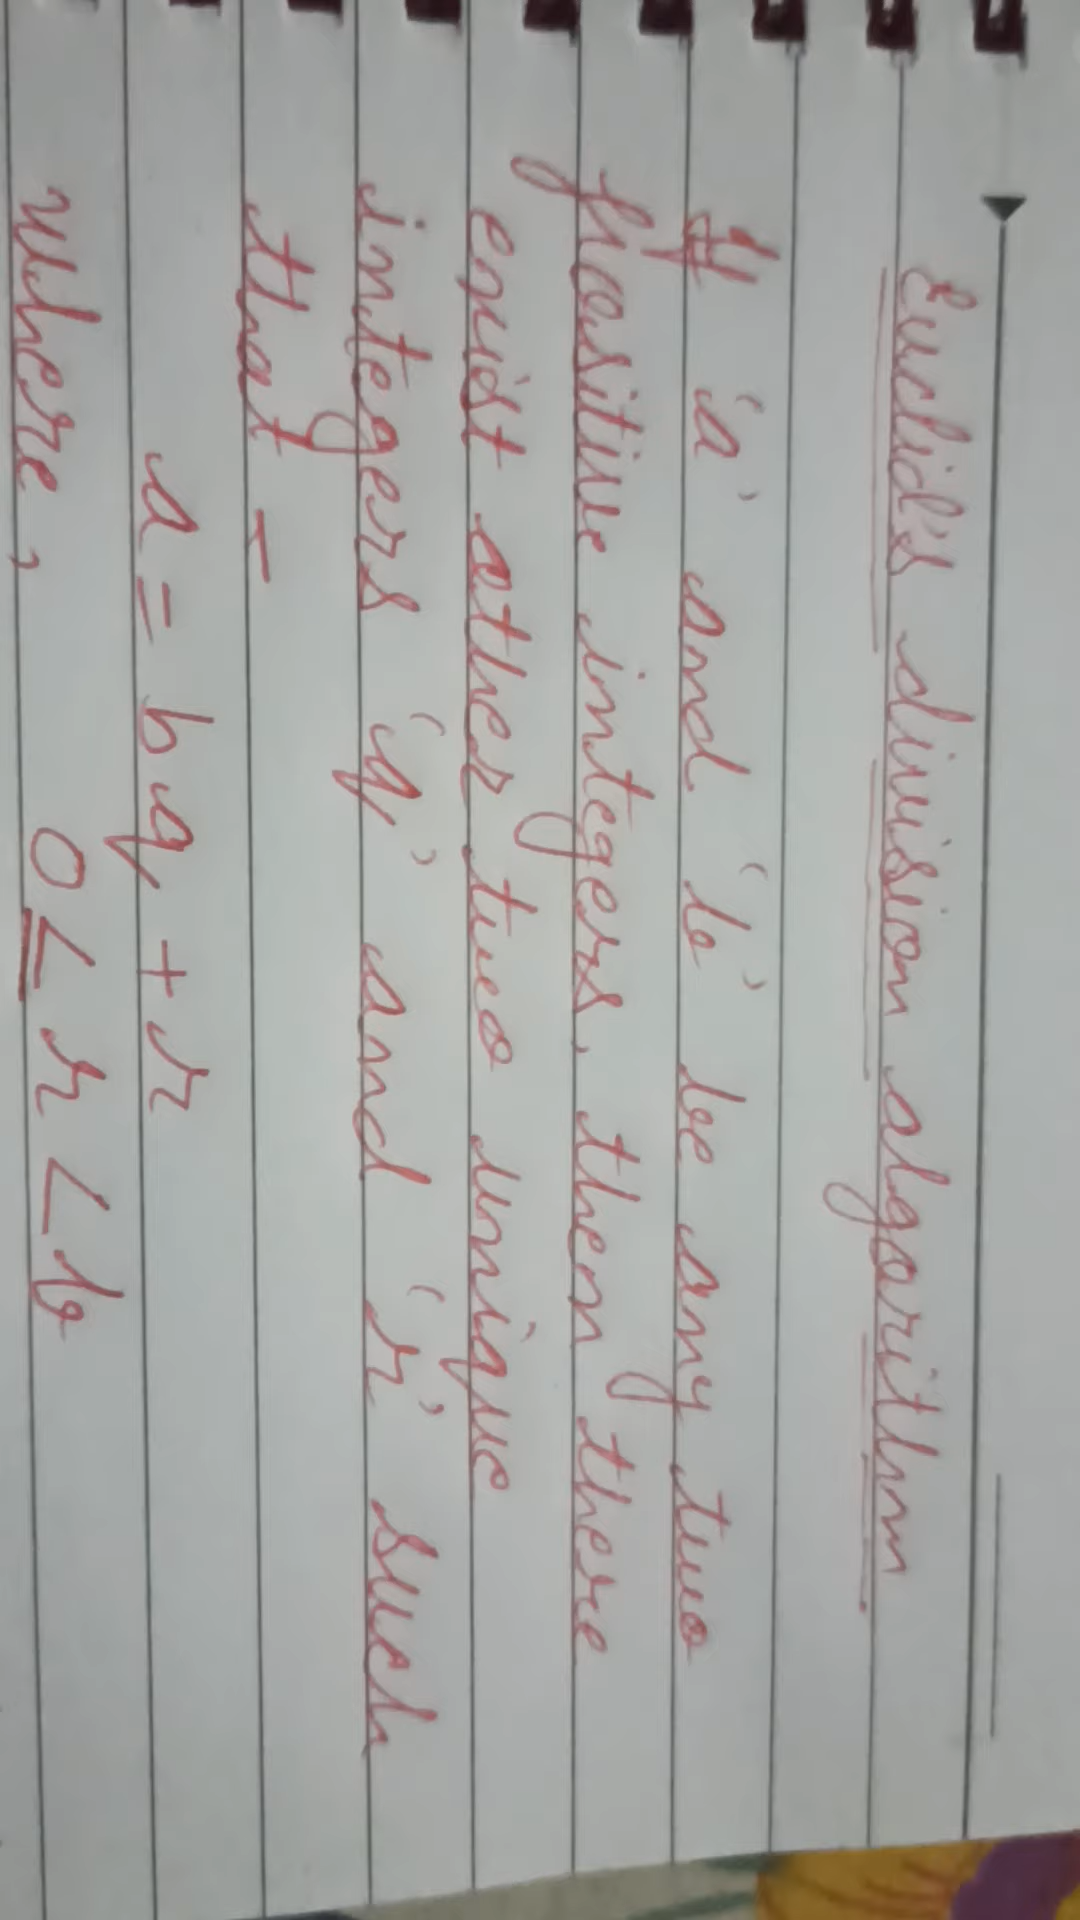 Euclid's division algorithm
If 'a' and 'b' be any two
positive integers, then there
exist other two unique
integers 'q' and 'r' such
that -
a = bq + r
where, 0 ≤ r < b